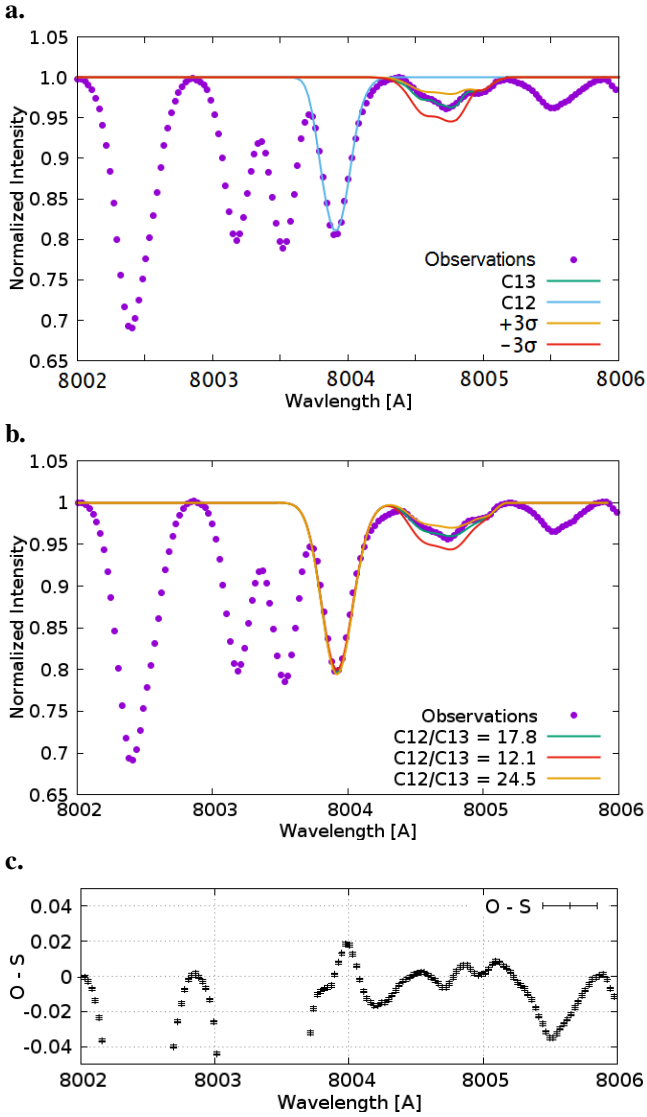 a.
1.05
1.0
0.95
0.90
0.85
0.8
0.75
0.7
0.65
Normalized Intensity
Observations
C13
C12
+3σ
−3σ
8002 8003 8004 8005 8006
Wavlength [A]
b.
1.05
1
0.95
0.9
0.85
0.8
0.75
0.7
0.65
Normalized Intensity
Observations
C12/C13 = 17.8
C12/C13 = 12.1
C12/C13 = 24.5
8002 8003 8004 8005 8006
Wavelength [A]
c.
0.04
0.02
0
-0.02
-0.04
O - S
O - S
8002 8003 8004 8005 8006
Wavelength [A]